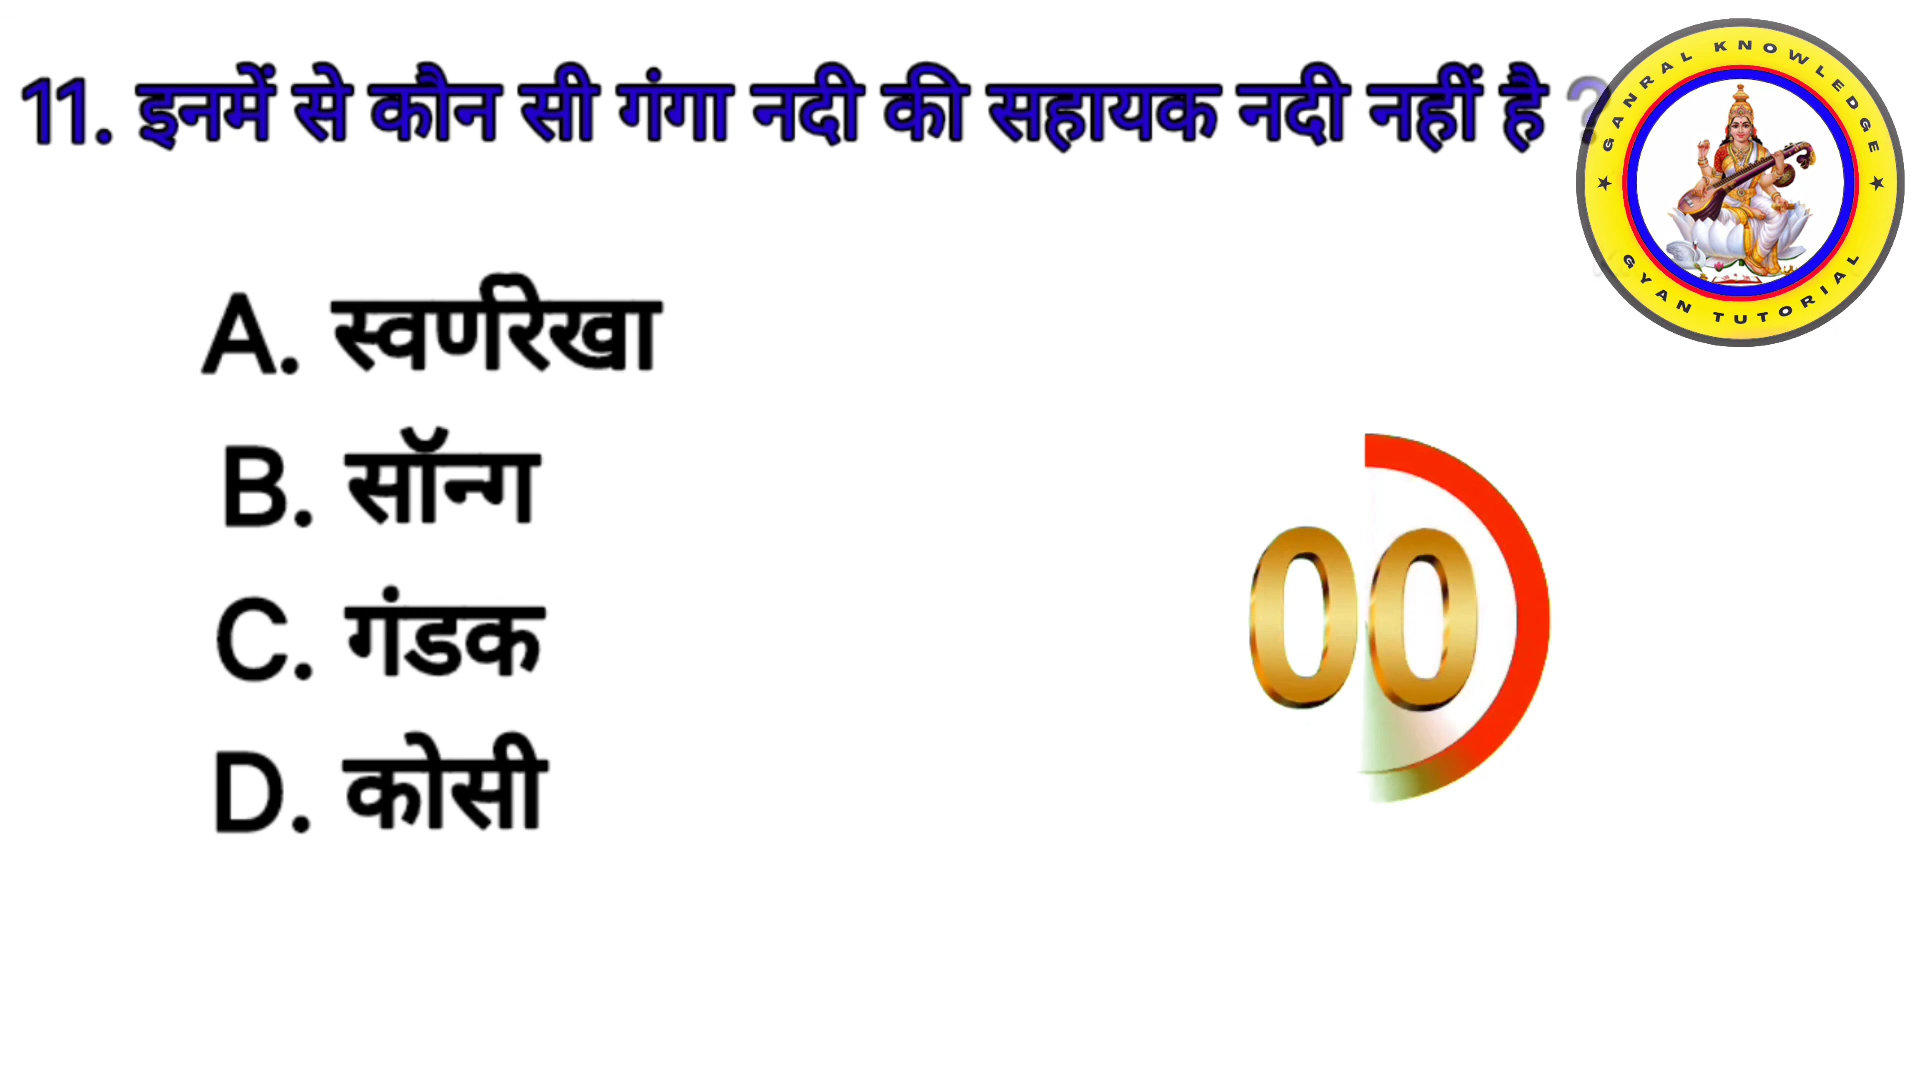 11. इनमें से कौन सी गंगा नदी की सहायक नदी नहीं है ?
GANRAL KNOWLEDGE
GYAN TUTORIAL
A. स्वर्णरेखा
B. सॉन्ग
C. गंडक
D. कोसी
00